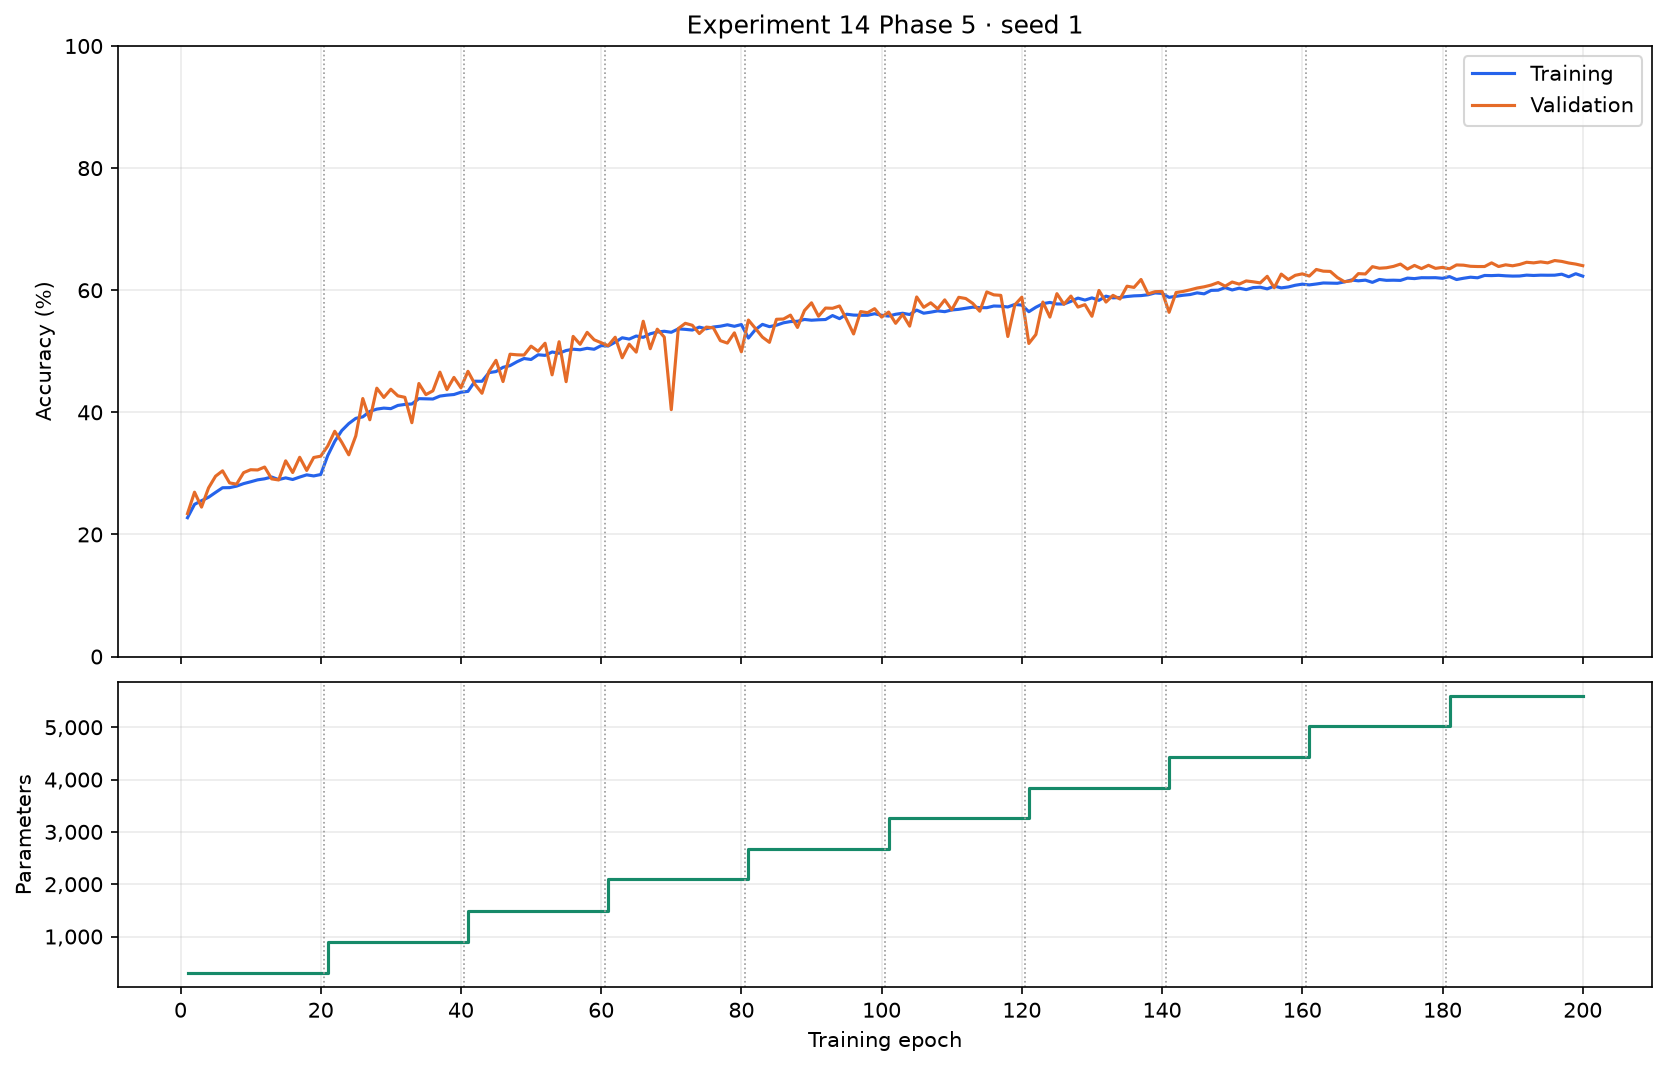 Experiment 14 Phase 5 · seed 1
Training
Validation
Accuracy (%)
100
80
60
40
20
0
Parameters
5,000
4,000
3,000
2,000
1,000
0 20 40 60 80 100 120 140 160 180 200
Training epoch